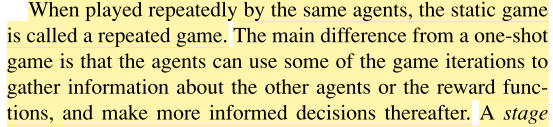 When played repeatedly by the same agents, the static game
is called a repeated game. The main difference from a one-shot
game is that the agents can use some of the game iterations to
gather information about the other agents or the reward func-
tions, and make more informed decisions thereafter. A stage